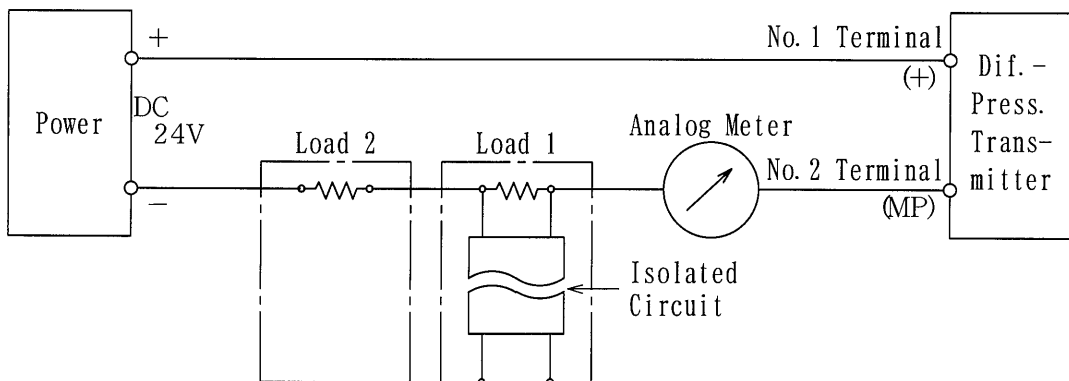 +
No. 1 Terminal
(+)
Power
DC
24V
Dif.-
Press.
Trans-
mitter
Load 2
Load 1
Analog Meter
No. 2 Terminal
(MP)
−
Isolated
Circuit